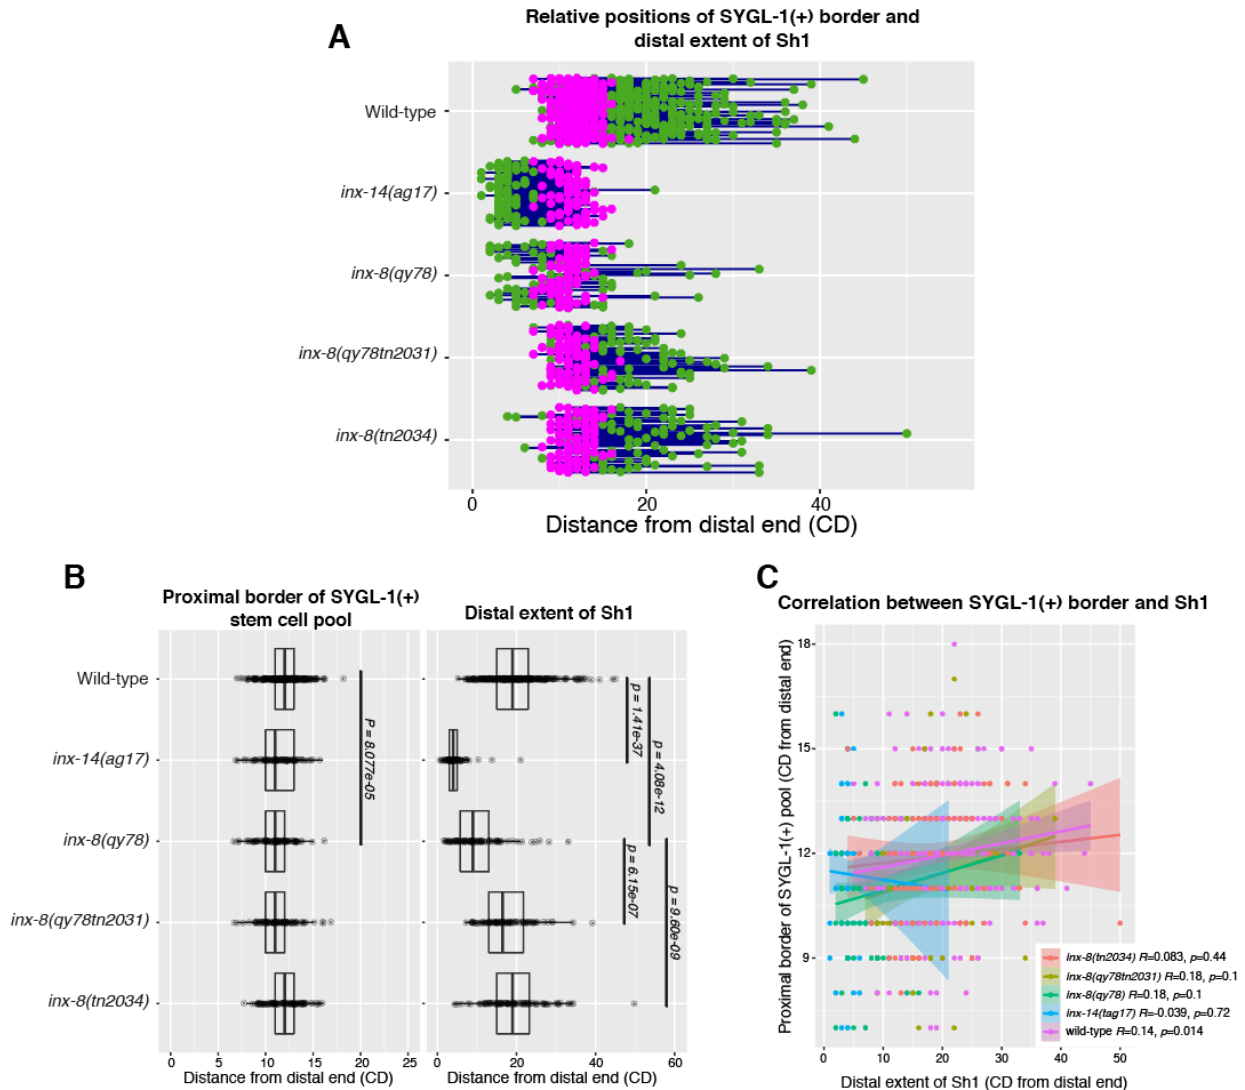 A
Relative positions of SYGL-1(+) border and
distal extent of Sh1
Wild-type
inx-14(ag17)
inx-8(qy78)
inx-8(qy78tn2031)
inx-8(tn2034)
0 20 40
Distance from distal end (CD)
B
Proximal border of SYGL-1(+)
stem cell pool
Distal extent of Sh1
Wild-type
inx-14(ag17)
inx-8(qy78)
inx-8(qy78tn2031)
inx-8(tn2034)
P = 8.077e-05
p = 1.41e-37
p = 4.08e-12
p = 6.15e-07
p = 9.60e-09
0 5 10 15 20 25
0 20 40 60
Distance from distal end (CD)
Distance from distal end (CD)
C
Correlation between SYGL-1(+) border and Sh1
Proximal border of SYGL-1(+) pool (CD from distal end)
18
15
12
9
inx-8(tn2034) R=0.083, p=0.44
inx-8(qy78tn2031) R=0.18, p=0.1
inx-8(qy78) R=0.18, p=0.1
inx-14(tag17) R=-0.039, p=0.72
wild-type R=0.14, p=0.014
0 10 20 30 40 50
Distal extent of Sh1 (CD from distal end)